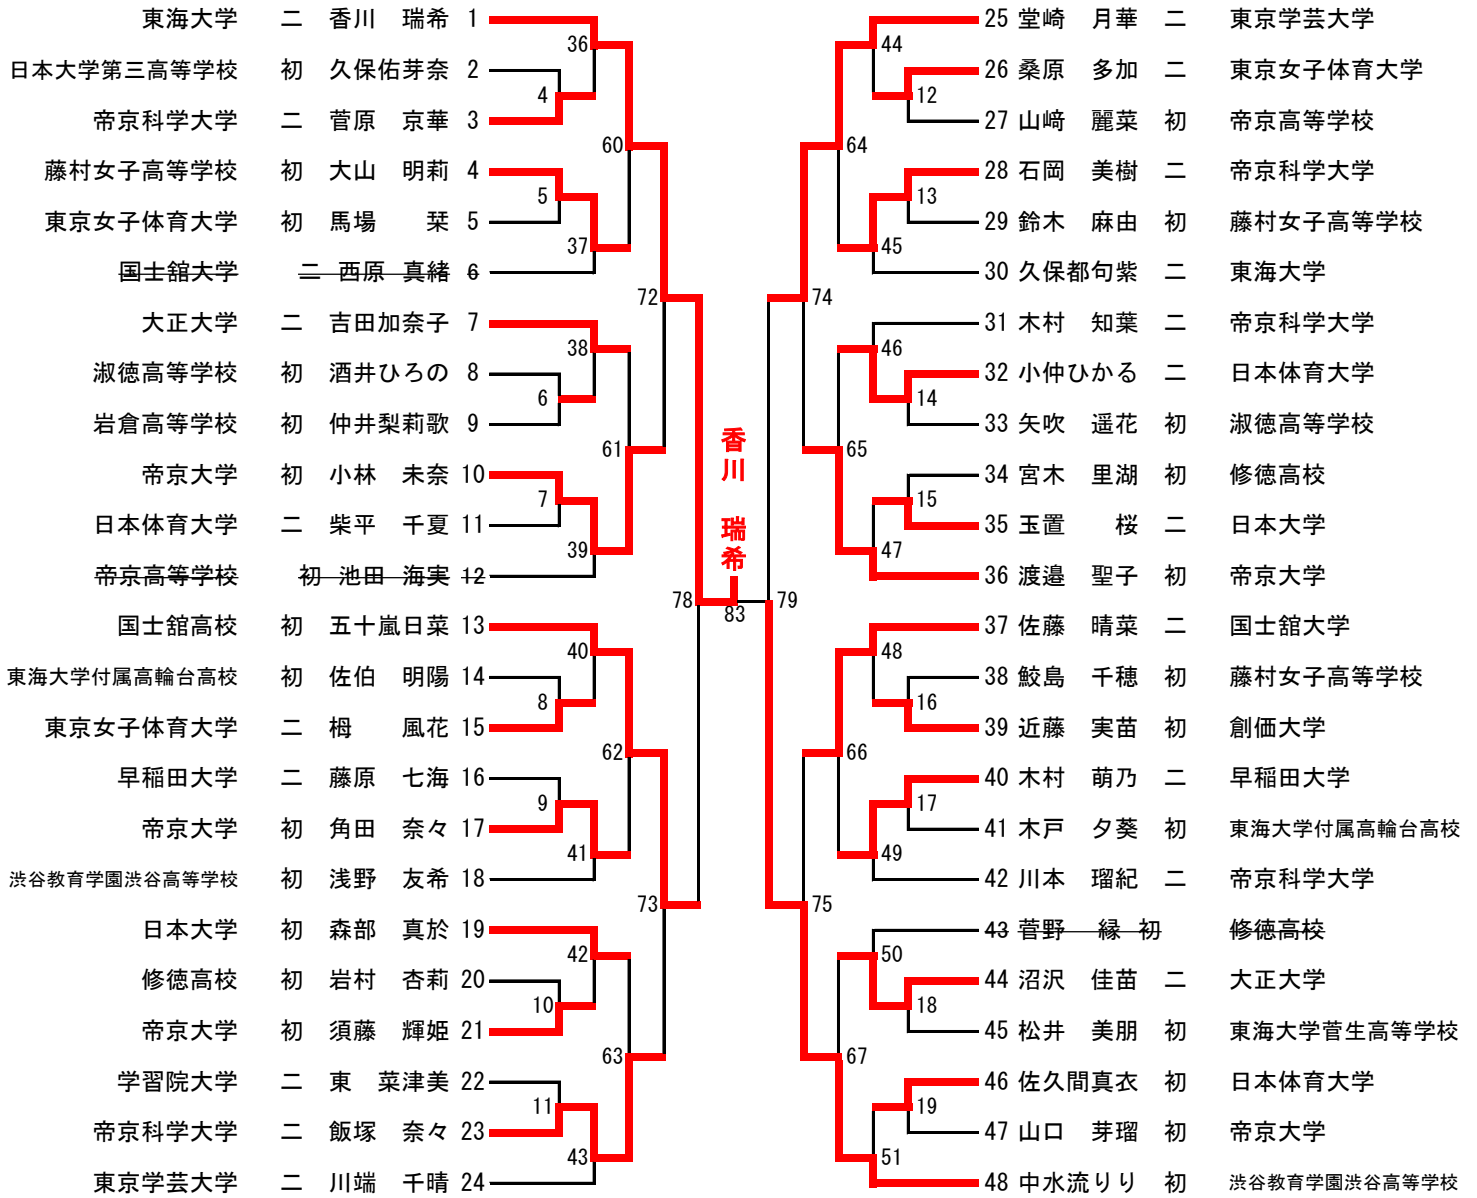 東海大学 二 香川 瑞希 1
日本大学第三高等学校 初 久保佑芽奈 2
帝京科学大学 二 菅原 京華 3
藤村女子高等学校 初 大山 明莉 4
東京女子体育大学 初 馬場 栞 5
国士舘大学 二 西原 真緒 6
大正大学 二 吉田加奈子 7
淑徳高等学校 初 酒井ひろの 8
岩倉高等学校 初 仲井梨莉歌 9
帝京大学 初 小林 未奈 10
日本体育大学 二 柴平 千夏 11
帝京高等学校 初 池田 海実 12
国士舘高校 初 五十嵐日菜 13
東海大学付属高輪台高校 初 佐伯 明陽 14
東京女子体育大学 二 栂 風花 15
早稲田大学 二 藤原 七海 16
帝京大学 初 角田 奈々 17
渋谷教育学園渋谷高等学校 初 浅野 友希 18
日本大学 初 森部 真於 19
修徳高校 初 岩村 杏莉 20
帝京大学 初 須藤 輝姫 21
学習院大学 二 東 菜津美 22
帝京科学大学 二 飯塚 奈々 23
東京学芸大学 二 川端 千晴 24
36
4
60
5
37
72
38
6
61
7
39
78
40
8
62
9
41
73
42
10
63
11
43
香川 瑞希
83
44
12
64
13
45
74
46
14
65
15
47
79
48
16
66
17
49
75
50
18
67
19
51
25 堂崎 月華 二 東京学芸大学
26 桑原 多加 二 東京女子体育大学
27 山﨑 麗菜 初 帝京高等学校
28 石岡 美樹 二 帝京科学大学
29 鈴木 麻由 初 藤村女子高等学校
30 久保都句紫 二 東海大学
31 木村 知葉 二 帝京科学大学
32 小仲ひかる 二 日本体育大学
33 矢吹 遥花 初 淑徳高等学校
34 宮木 里湖 初 修徳高校
35 玉置 桜 二 日本大学
36 渡邉 聖子 初 帝京大学
37 佐藤 晴菜 二 国士舘大学
38 鮫島 千穂 初 藤村女子高等学校
39 近藤 実苗 初 創価大学
40 木村 萌乃 二 早稲田大学
41 木戸 夕葵 初 東海大学付属高輪台高校
42 川本 瑠紀 二 帝京科学大学
43 菅野 縁 初 修徳高校
44 沼沢 佳苗 二 大正大学
45 松井 美朋 初 東海大学菅生高等学校
46 佐久間真衣 初 日本体育大学
47 山口 芽瑠 初 帝京大学
48 中水流りり 初 渋谷教育学園渋谷高等学校